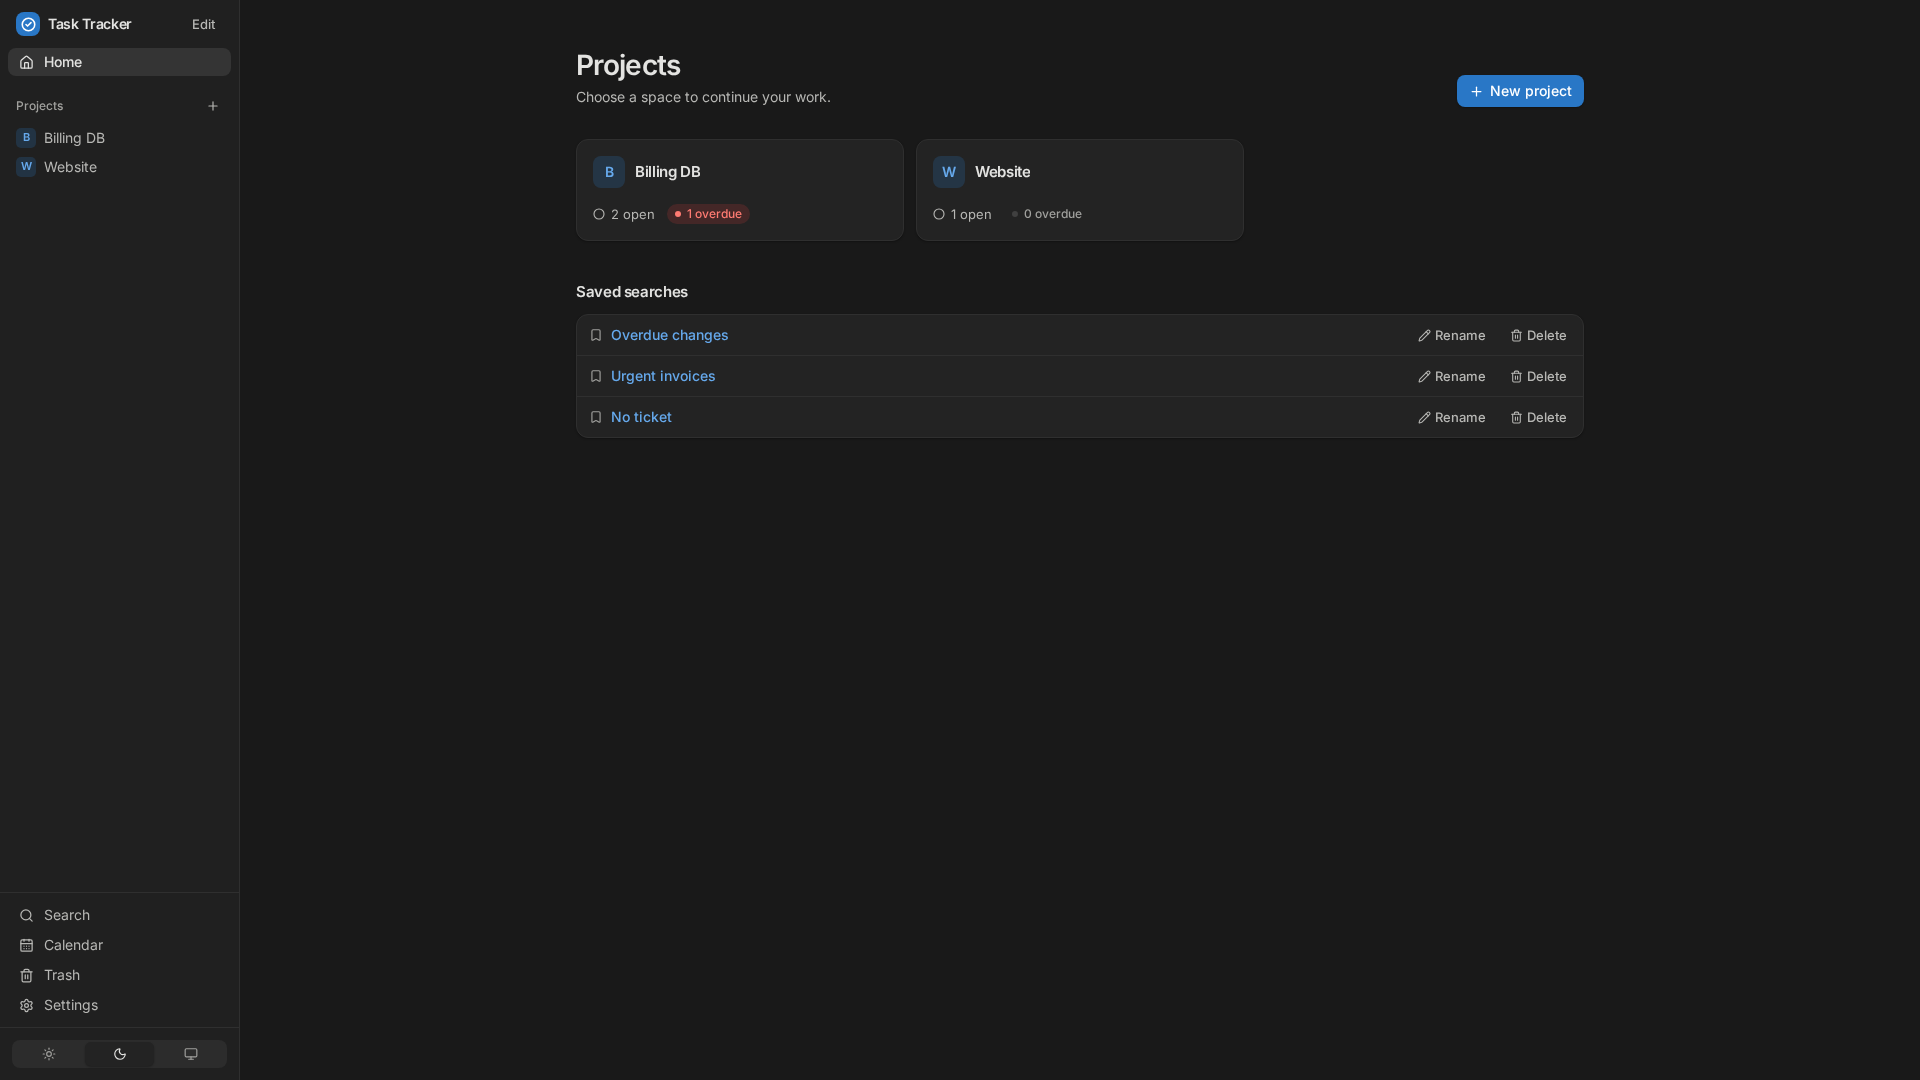 Task Tracker
Edit
Home
Projects
B Billing DB
W Website
Search
Calendar
Trash
Settings
Projects
Choose a space to continue your work.
New project
B Billing DB
2 open 1 overdue
W Website
1 open 0 overdue
Saved searches
Overdue changes Rename Delete
Urgent invoices Rename Delete
No ticket Rename Delete